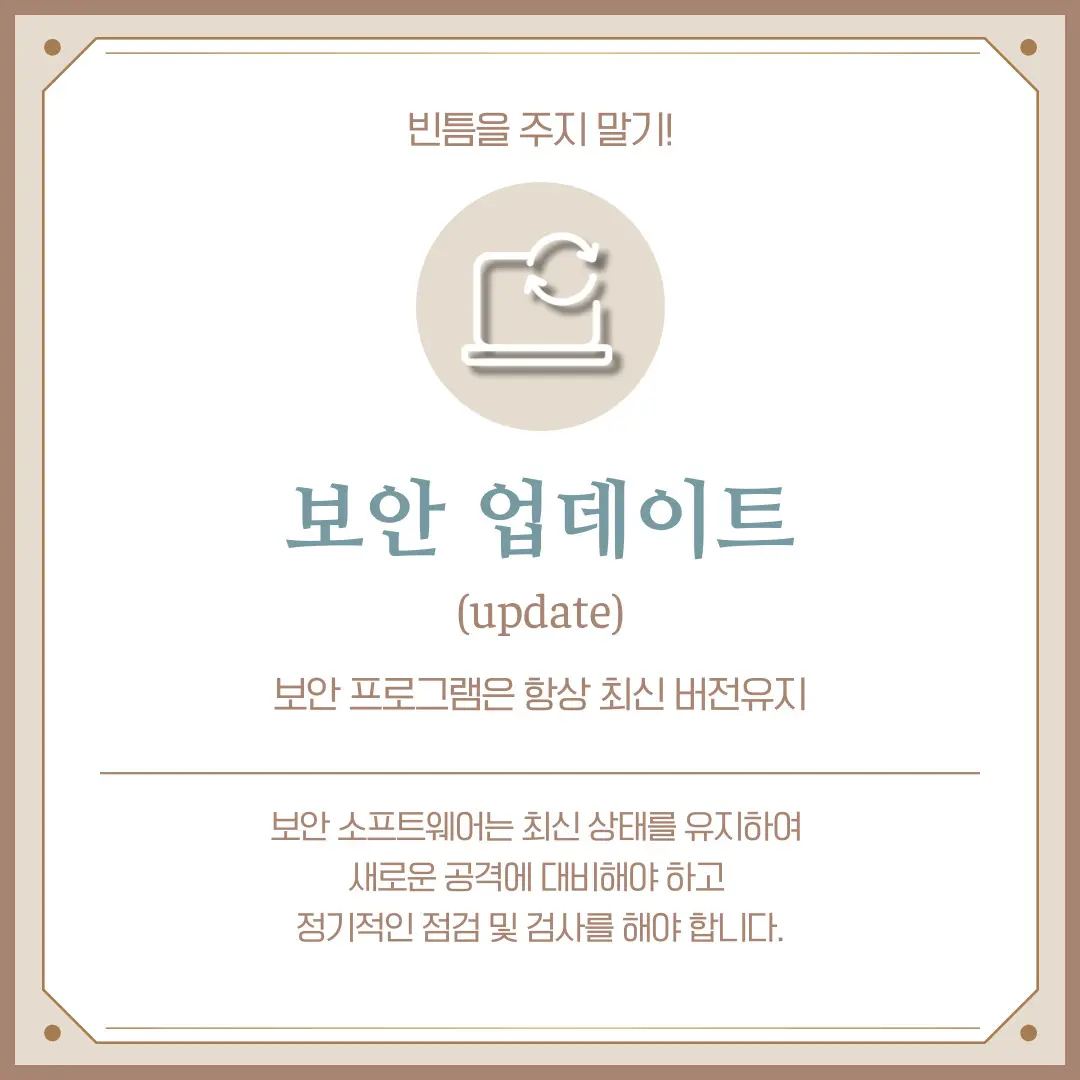 빈틈을 주지 말기!
보안 업데이트
(update)
보안 프로그램은 항상 최신 버전유지
보안 소프트웨어는 최신 상태를 유지하여
새로운 공격에 대비해야 하고
정기적인 점검 및 검사를 해야 합니다.